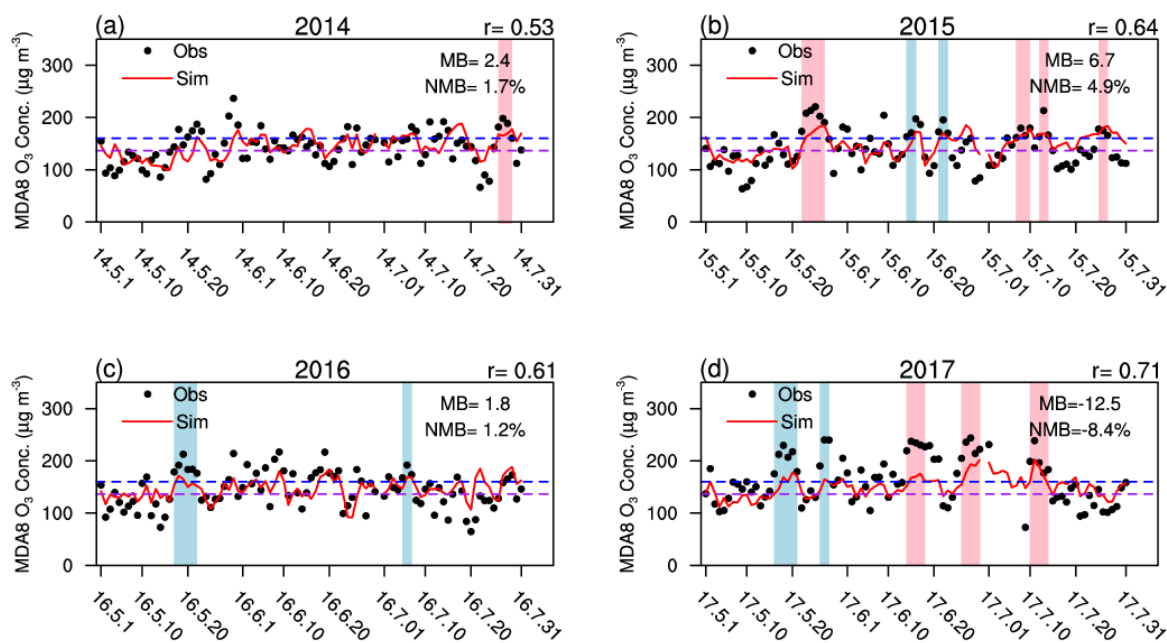 (a) 2014 r= 0.53
MDA8 O₃ Conc. (µg m⁻³)
300
200
100
0
Obs
Sim
MB= 2.4
NMB= 1.7%
14.5.1 14.5.10 14.5.20 14.6.1 14.6.10 14.6.20 14.7.01 14.7.10 14.7.20 14.7.31
(b) 2015 r= 0.64
MDA8 O₃ Conc. (µg m⁻³)
300
200
100
0
Obs
Sim
MB= 6.7
NMB= 4.9%
15.5.1 15.5.10 15.5.20 15.6.1 15.6.10 15.6.20 15.7.01 15.7.10 15.7.20 15.7.31
(c) 2016 r= 0.61
MDA8 O₃ Conc. (µg m⁻³)
300
200
100
0
Obs
Sim
MB= 1.8
NMB= 1.2%
16.5.1 16.5.10 16.5.20 16.6.1 16.6.10 16.6.20 16.7.01 16.7.10 16.7.20 16.7.31
(d) 2017 r= 0.71
MDA8 O₃ Conc. (µg m⁻³)
300
200
100
0
Obs
Sim
MB=-12.5
NMB=-8.4%
17.5.1 17.5.10 17.5.20 17.6.1 17.6.10 17.6.20 17.7.01 17.7.10 17.7.20 17.7.31